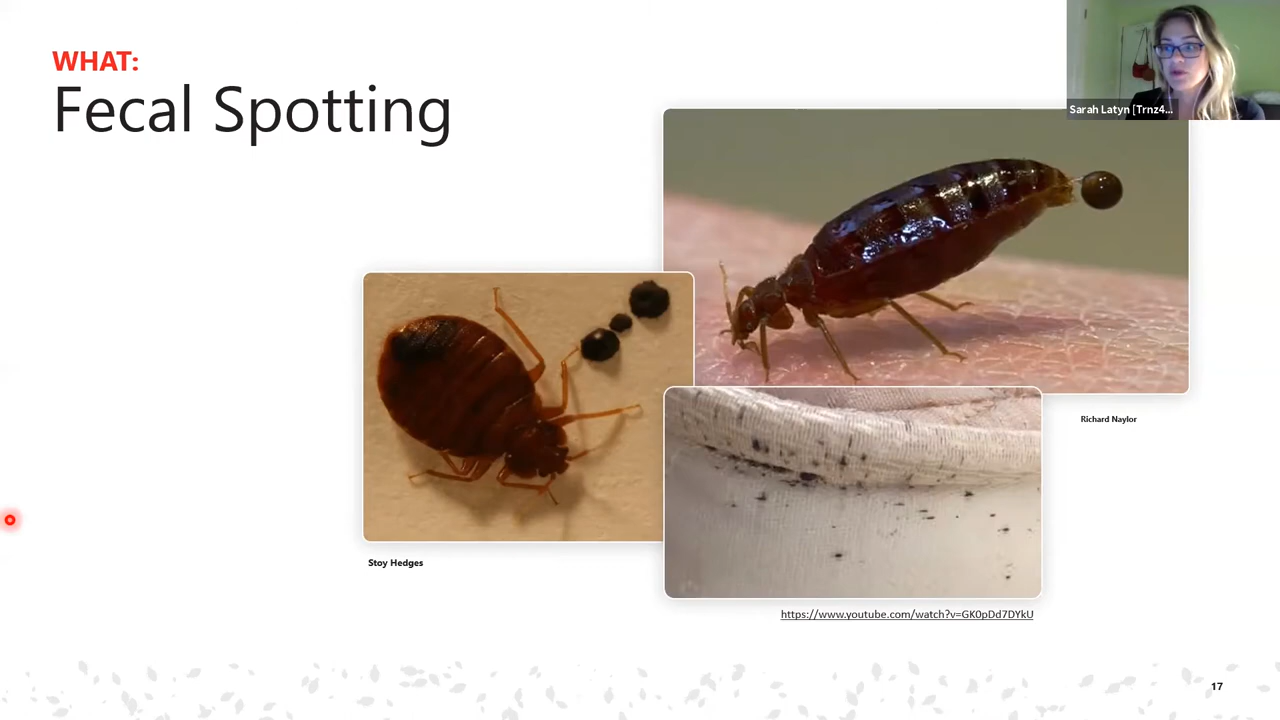 WHAT:
Fecal Spotting
Sarah Latyn [Trnz4...
Richard Naylor
Stoy Hedges
https://www.youtube.com/watch?v=GK0pDd7DYkU
17